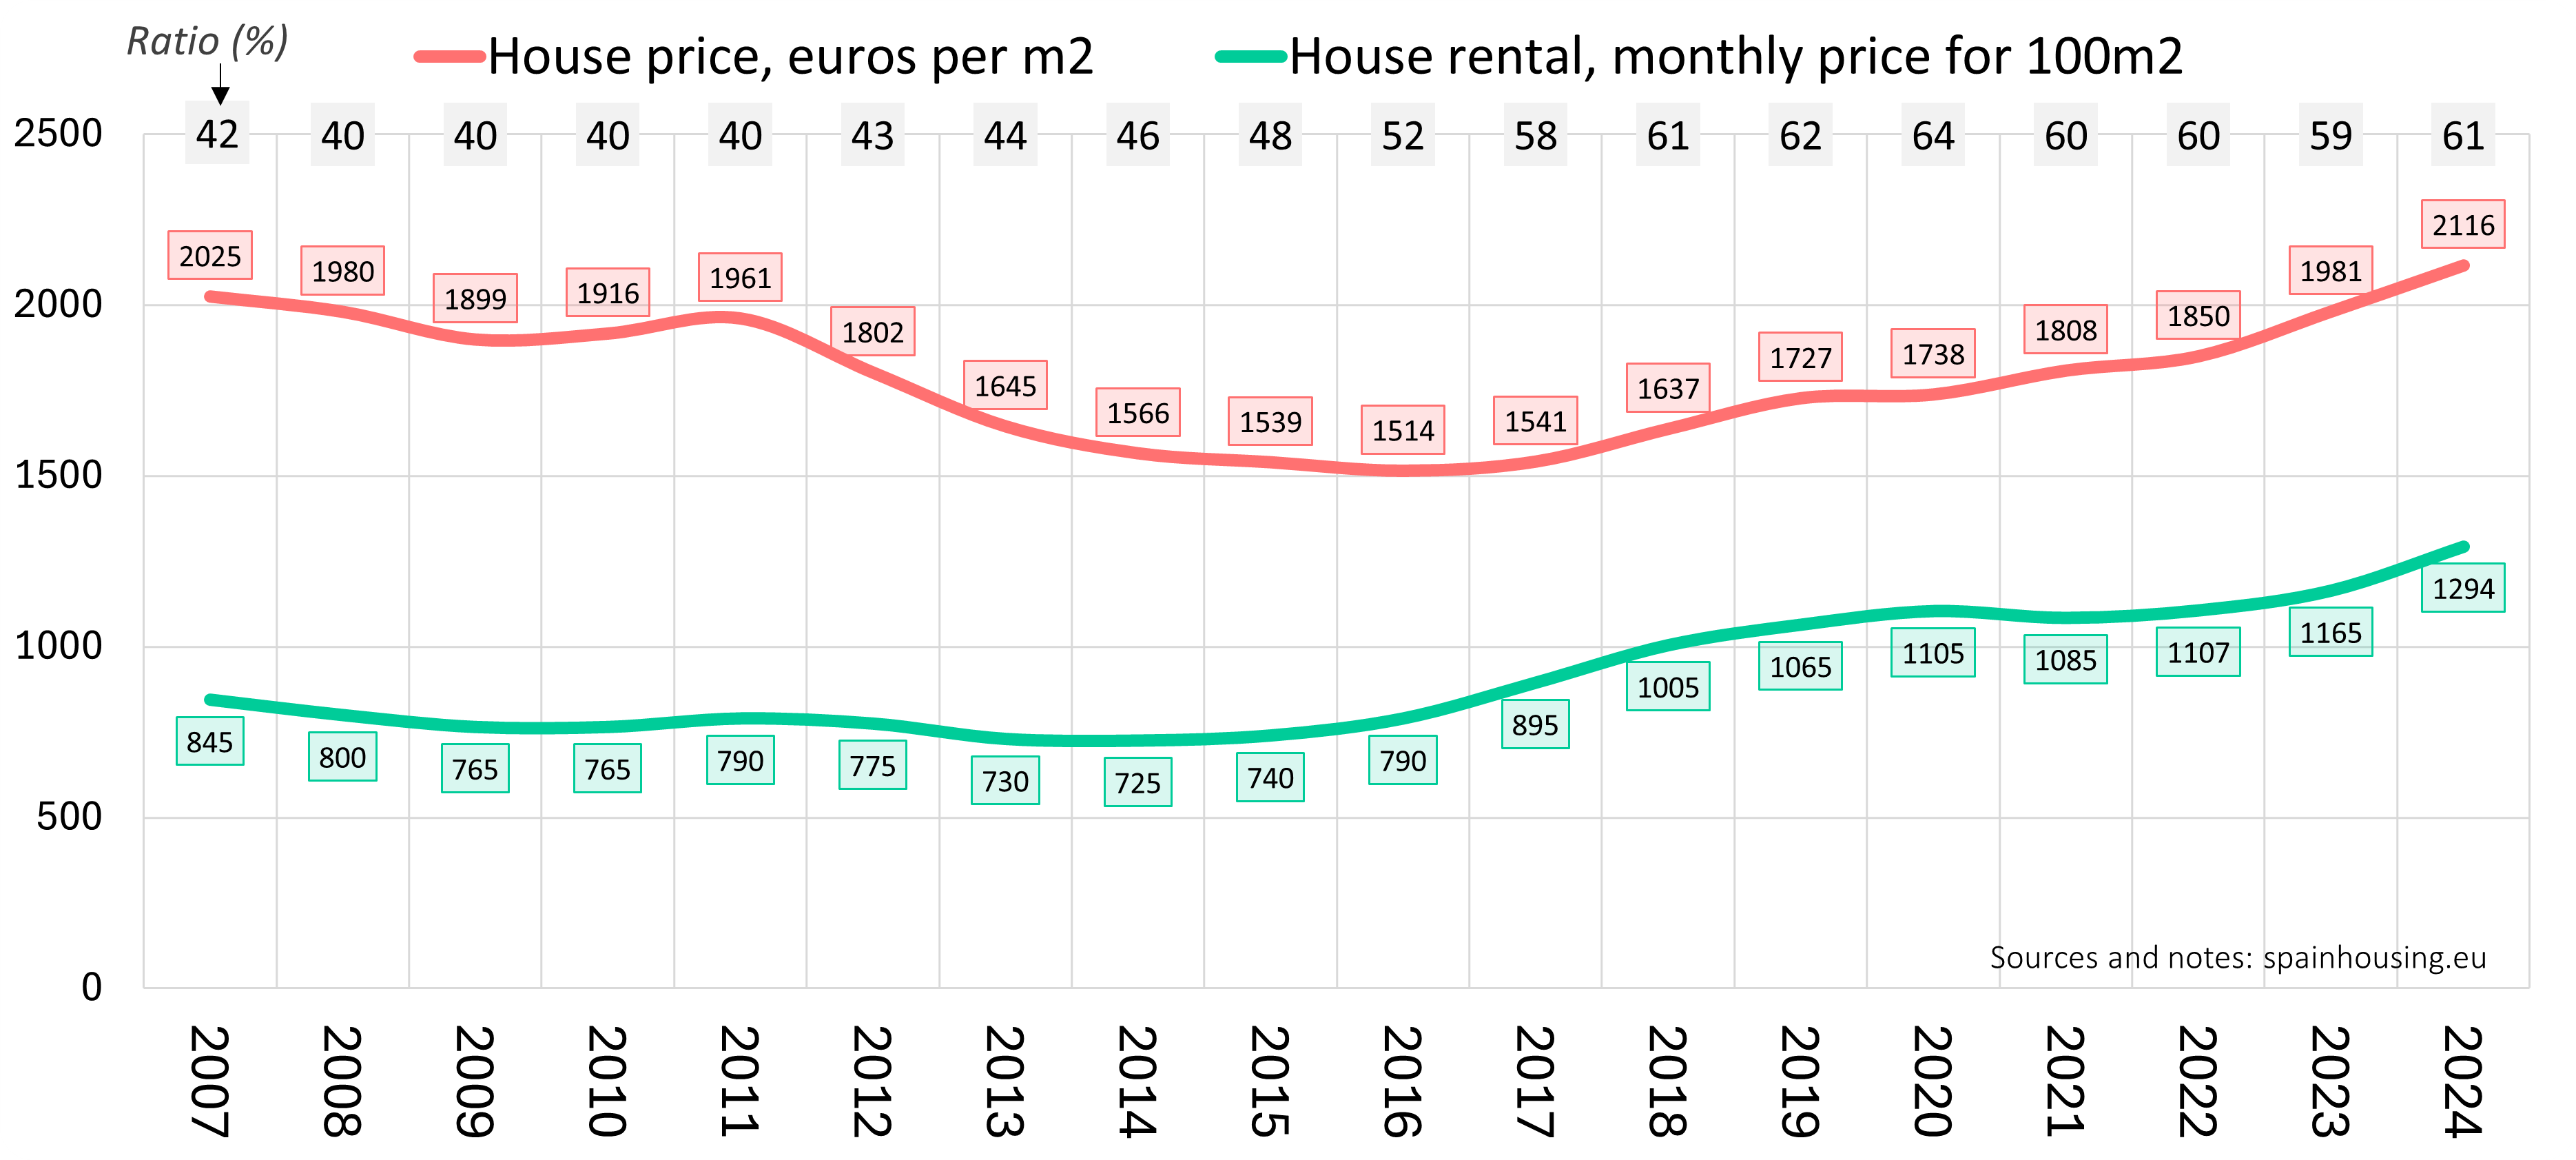 Ratio (%)
House price, euros per m2 House rental, monthly price for 100m2
42 40 40 40 40 43 44 46 48 52 58 61 62 64 60 60 59 61
2500
2000
1500
1000
500
0
2025 1980 1899 1916 1961 1802 1645 1566 1539 1514 1541 1637 1727 1738 1808 1850 1981 2116
845 800 765 765 790 775 730 725 740 790 895 1005 1065 1105 1085 1107 1165 1294
Sources and notes: spainhousing.eu
2007 2008 2009 2010 2011 2012 2013 2014 2015 2016 2017 2018 2019 2020 2021 2022 2023 2024